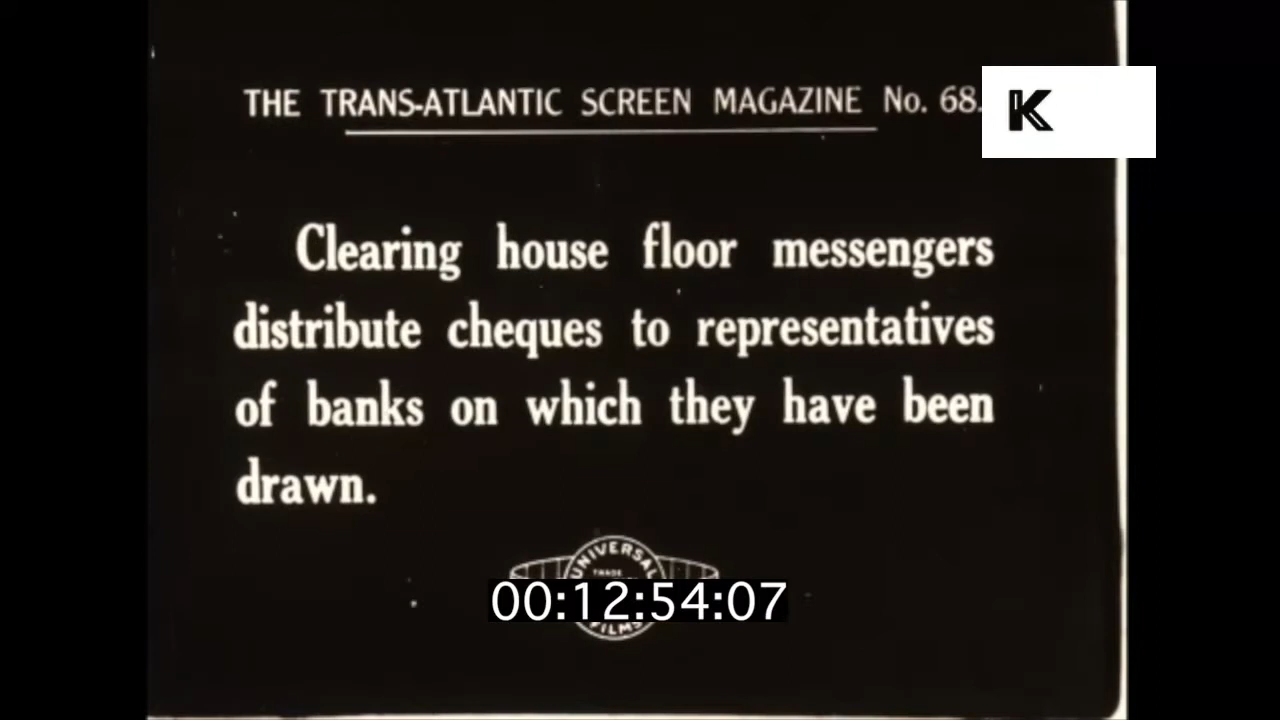 THE TRANS-ATLANTIC SCREEN MAGAZINE No. 68.
K
Clearing house floor messengers
distribute cheques to representatives
of banks on which they have been
drawn.
UNIVERSAL
TRADE
00:12:54:07
FILMS